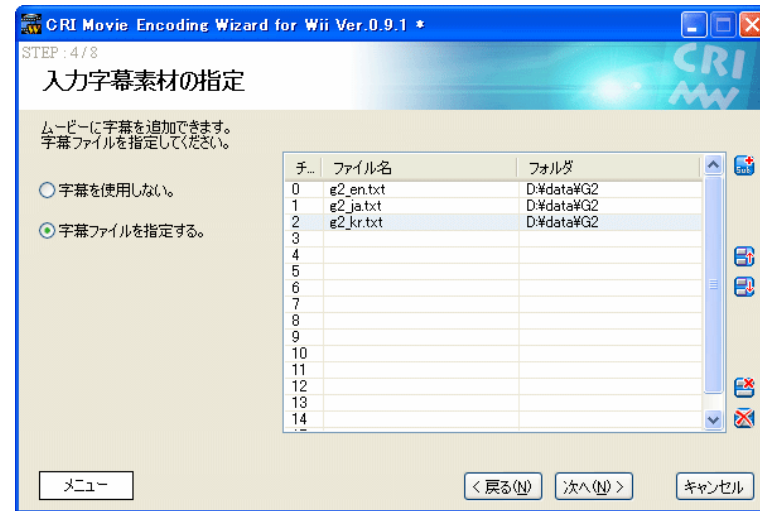 CRI Movie Encoding Wizard for Wii Ver.0.9.1 *
STEP : 4/8
入力字幕素材の指定
CRI
MW
ムービーに字幕を追加できます。
字幕ファイルを指定してください。
字幕を使用しない。
字幕ファイルを指定する。
チ... ファイル名 フォルダ
0 g2_en.txt D:¥data¥G2
1 g2_ja.txt D:¥data¥G2
2 g2_kr.txt D:¥data¥G2
3
4
5
6
7
8
9
10
11
12
13
14
Sub
メニュー
< 戻る(N) 次へ(N) > キャンセル